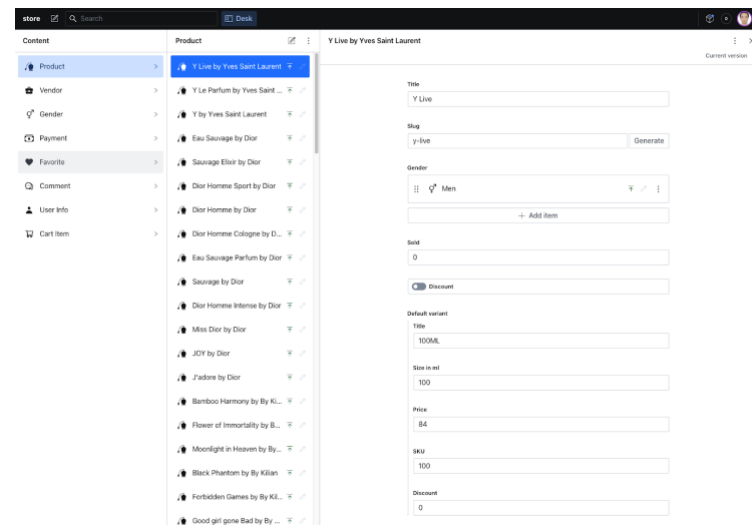 store Search Desk
Content
Product
Vendor
Gender
Payment
Favorite
Comment
User Info
Cart Item
Product
Y Live by Yves Saint Laurent
Y Le Parfum by Yves Saint ...
Y by Yves Saint Laurent
Eau Sauvage by Dior
Sauvage Elixir by Dior
Dior Homme Sport by Dior
Dior Homme by Dior
Dior Homme Cologne by D...
Eau Sauvage Parfum by Dior
Sauvage by Dior
Dior Homme Intense by Dior
Miss Dior by Dior
JOY by Dior
J'adore by Dior
Bamboo Harmony by By Ki...
Flower of Immortality by B...
Moonlight in Heaven by By...
Black Phantom by By Kilian
Forbidden Games by By Kil...
Good girl gone Bad by By ...
Y Live by Yves Saint Laurent
Current version
Title
Y Live
Slug
y-live Generate
Gender
Men
+ Add item
Sold
0
Discount
Default variant
Title
100ML
Size in ml
100
Price
84
SKU
100
Discount
0